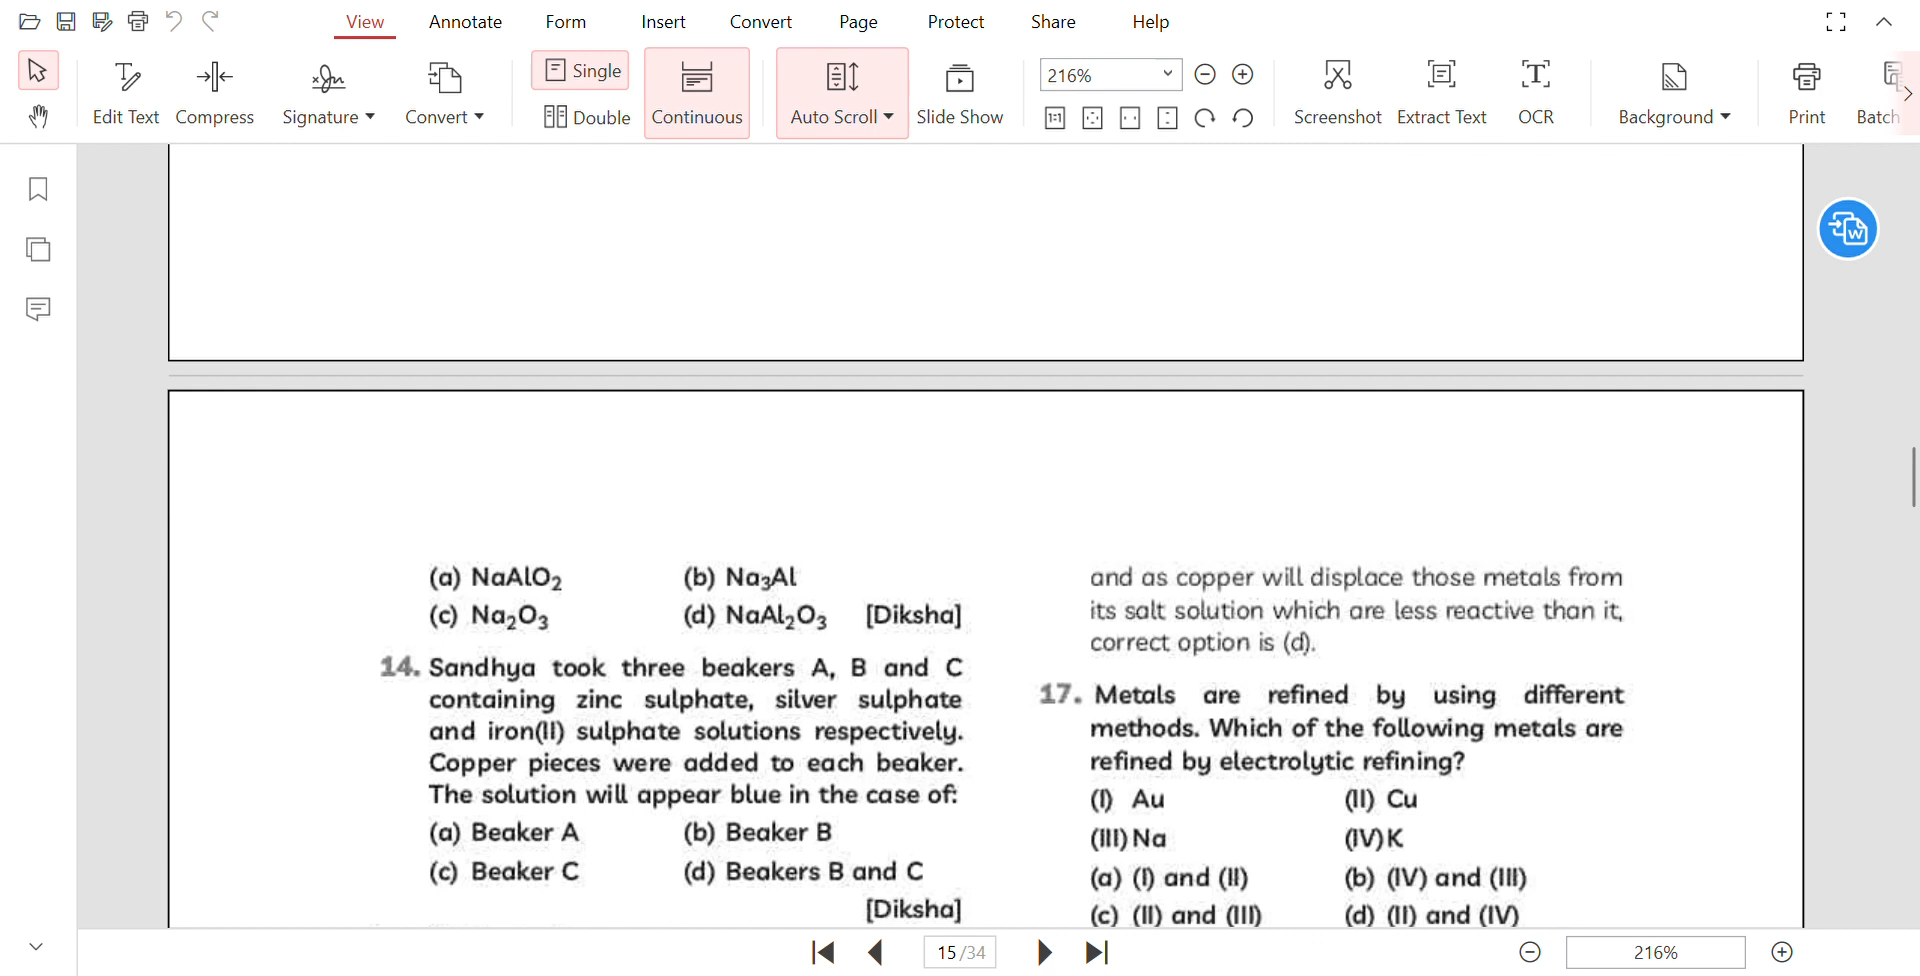 View Annotate Form Insert Convert Page Protect Share Help
Edit Text Compress Signature Convert Single Double Continuous Auto Scroll Slide Show 216% Screenshot Extract Text OCR Background Print Batch
(a) NaAlO₂ (b) Na₃Al
(c) Na₂O₃ (d) NaAl₂O₃ [Diksha]
14. Sandhya took three beakers A, B and C
containing zinc sulphate, silver sulphate
and iron(II) sulphate solutions respectively.
Copper pieces were added to each beaker.
The solution will appear blue in the case of:
(a) Beaker A (b) Beaker B
(c) Beaker C (d) Beakers B and C
[Diksha]
and as copper will displace those metals from
its salt solution which are less reactive than it,
correct option is (d).
17. Metals are refined by using different
methods. Which of the following metals are
refined by electrolytic refining?
(I) Au (II) Cu
(III) Na (IV) K
(a) (I) and (II) (b) (IV) and (III)
(c) (II) and (III) (d) (II) and (IV)
15 /34 216%